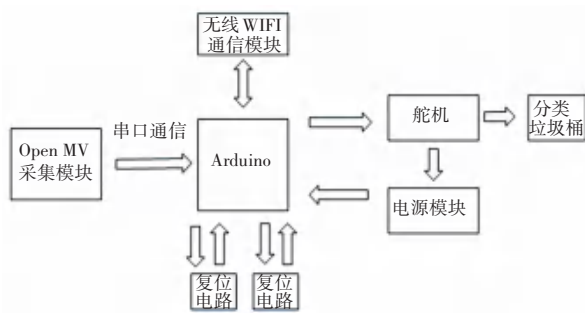 无线 WIFI
通信模块
串口通信
Open MV
采集模块
Arduino
舵机
分类
垃圾桶
电源模块
复位
电路
复位
电路